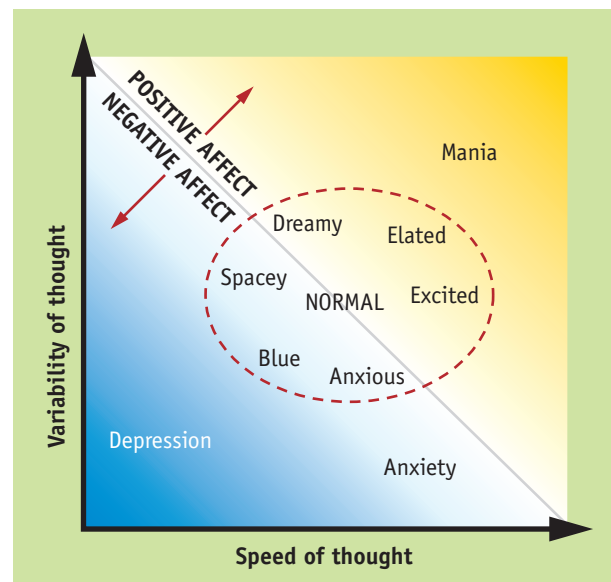 POSITIVE AFFECT
NEGATIVE AFFECT
Mania
Dreamy
Elated
Spacey
NORMAL
Excited
Blue
Anxious
Depression
Anxiety
Variability of thought
Speed of thought